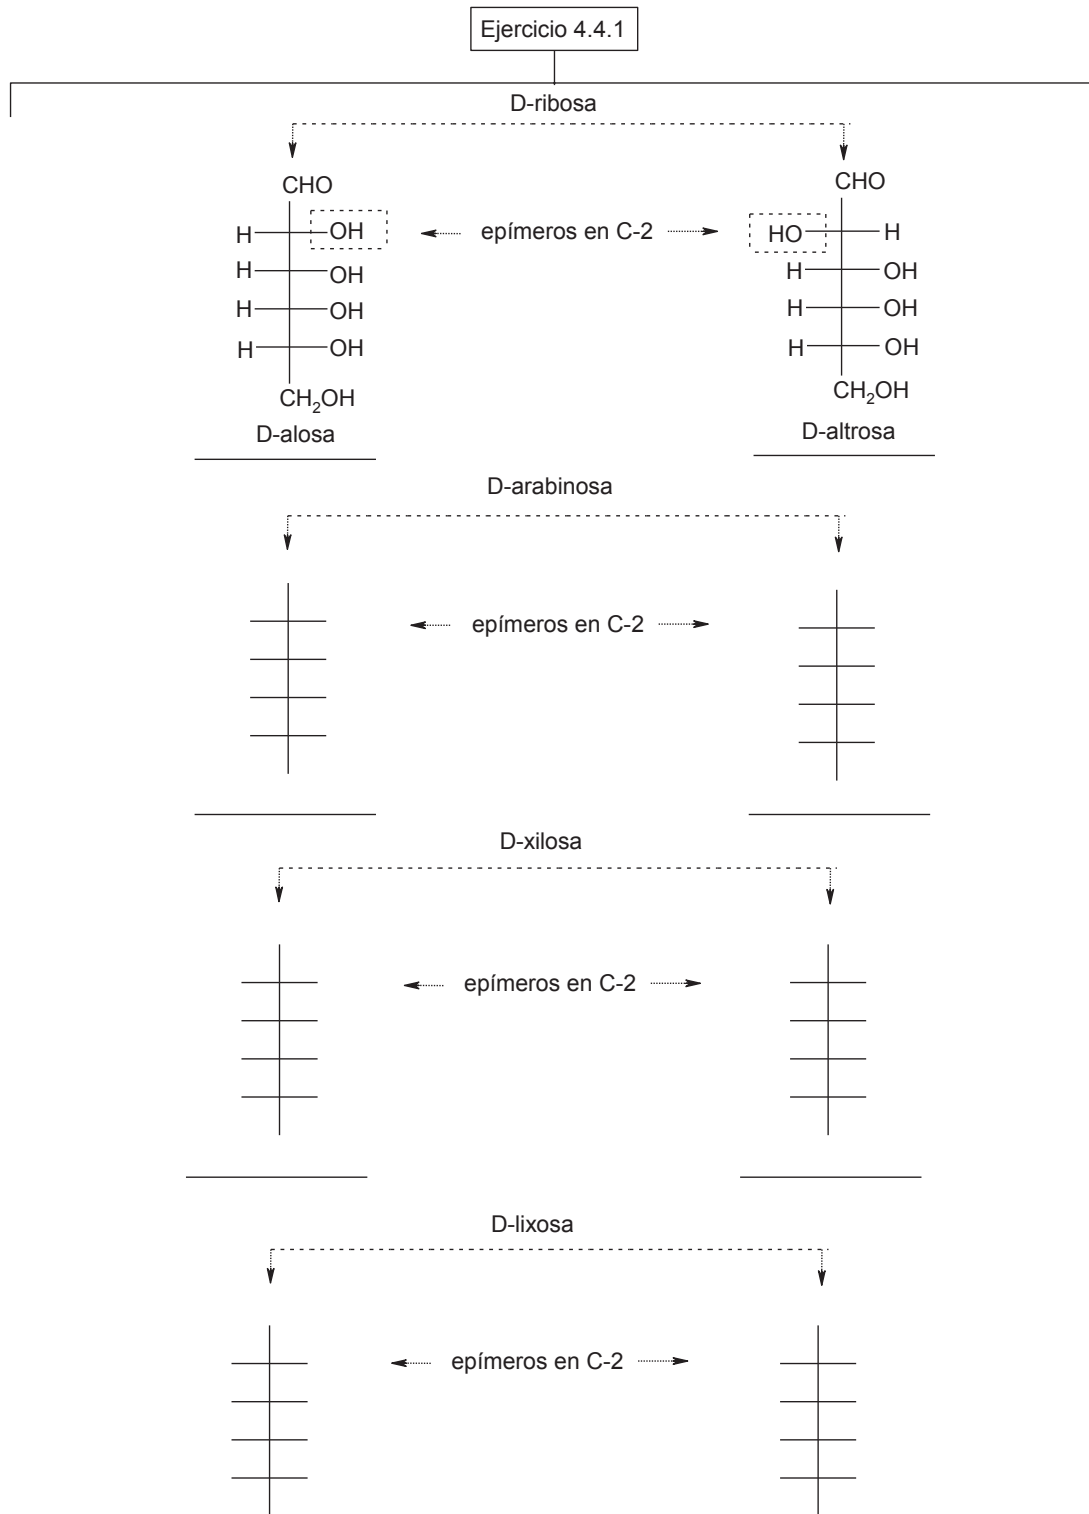 Ejercicio 4.4.1
D-ribosa
CHO CHO
H OH epímeros en C-2 HO H
H OH H OH
H OH H OH
H OH H OH
CH2OH CH2OH
D-alosa D-altrosa
D-arabinosa
epímeros en C-2
D-xilosa
epímeros en C-2
D-lixosa
epímeros en C-2